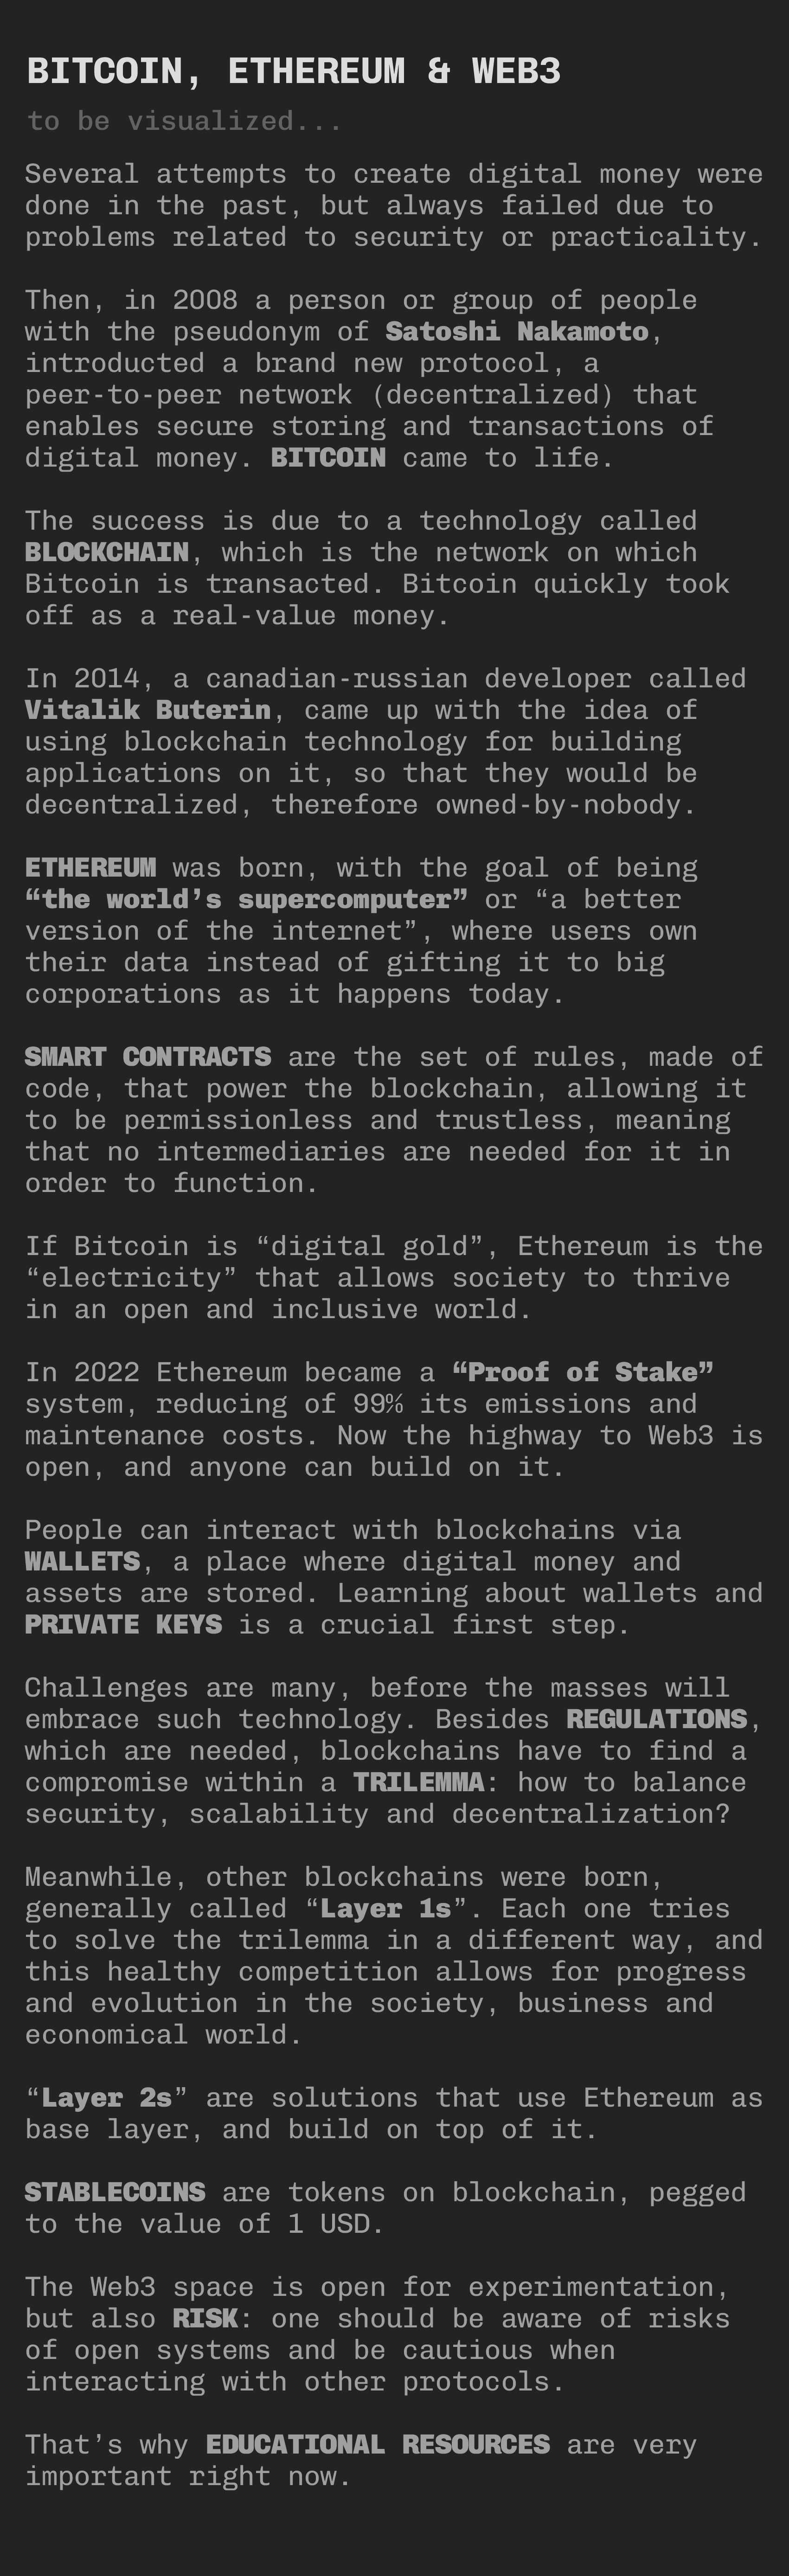 BITCOIN, ETHEREUM & WEB3
to be visualized...
Several attempts to create digital money were
done in the past, but always failed due to
problems related to security or practicality.
Then, in 2008 a person or group of people
with the pseudonym of Satoshi Nakamoto,
introducted a brand new protocol, a
peer-to-peer network (decentralized) that
enables secure storing and transactions of
digital money. BITCOIN came to life.
The success is due to a technology called
BLOCKCHAIN, which is the network on which
Bitcoin is transacted. Bitcoin quickly took
off as a real-value money.
In 2014, a canadian-russian developer called
Vitalik Buterin, came up with the idea of
using blockchain technology for building
applications on it, so that they would be
decentralized, therefore owned-by-nobody.
ETHEREUM was born, with the goal of being
“the world’s supercomputer” or “a better
version of the internet”, where users own
their data instead of gifting it to big
corporations as it happens today.
SMART CONTRACTS are the set of rules, made of
code, that power the blockchain, allowing it
to be permissionless and trustless, meaning
that no intermediaries are needed for it in
order to function.
If Bitcoin is “digital gold”, Ethereum is the
“electricity” that allows society to thrive
in an open and inclusive world.
In 2022 Ethereum became a “Proof of Stake”
system, reducing of 99% its emissions and
maintenance costs. Now the highway to Web3 is
open, and anyone can build on it.
People can interact with blockchains via
WALLETS, a place where digital money and
assets are stored. Learning about wallets and
PRIVATE KEYS is a crucial first step.
Challenges are many, before the masses will
embrace such technology. Besides REGULATIONS,
which are needed, blockchains have to find a
compromise within a TRILEMMA: how to balance
security, scalability and decentralization?
Meanwhile, other blockchains were born,
generally called “Layer 1s”. Each one tries
to solve the trilemma in a different way, and
this healthy competition allows for progress
and evolution in the society, business and
economical world.
“Layer 2s” are solutions that use Ethereum as
base layer, and build on top of it.
STABLECOINS are tokens on blockchain, pegged
to the value of 1 USD.
The Web3 space is open for experimentation,
but also RISK: one should be aware of risks
of open systems and be cautious when
interacting with other protocols.
That’s why EDUCATIONAL RESOURCES are very
important right now.